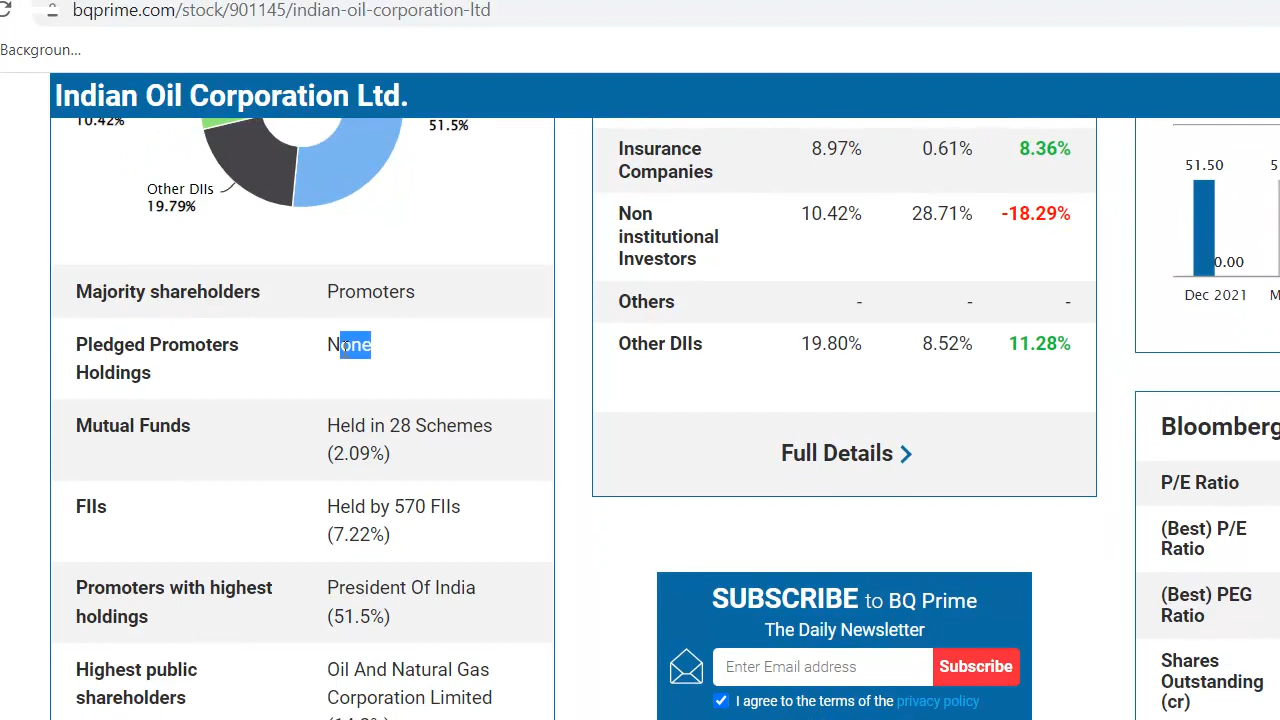 bqprime.com/stock/901145/indian-oil-corporation-ltd
Backgroun...
Indian Oil Corporation Ltd.
10.42%
51.5%
Other DIIs
19.79%
Majority shareholders Promoters
Pledged Promoters
Holdings
None
Mutual Funds
Held in 28 Schemes
(2.09%)
FIIs
Held by 570 FIIs
(7.22%)
Promoters with highest
holdings
President Of India
(51.5%)
Highest public
shareholders
Oil And Natural Gas
Corporation Limited
Insurance
Companies
8.97% 0.61% 8.36%
Non
institutional
Investors
10.42% 28.71% -18.29%
Others - - -
Other DIIs 19.80% 8.52% 11.28%
Full Details
SUBSCRIBE to BQ Prime
The Daily Newsletter
Enter Email address
Subscribe
I agree to the terms of the privacy policy
51.50
0.00
Dec 2021
Bloomberg
P/E Ratio
(Best) P/E
Ratio
(Best) PEG
Ratio
Shares
Outstanding
(cr)